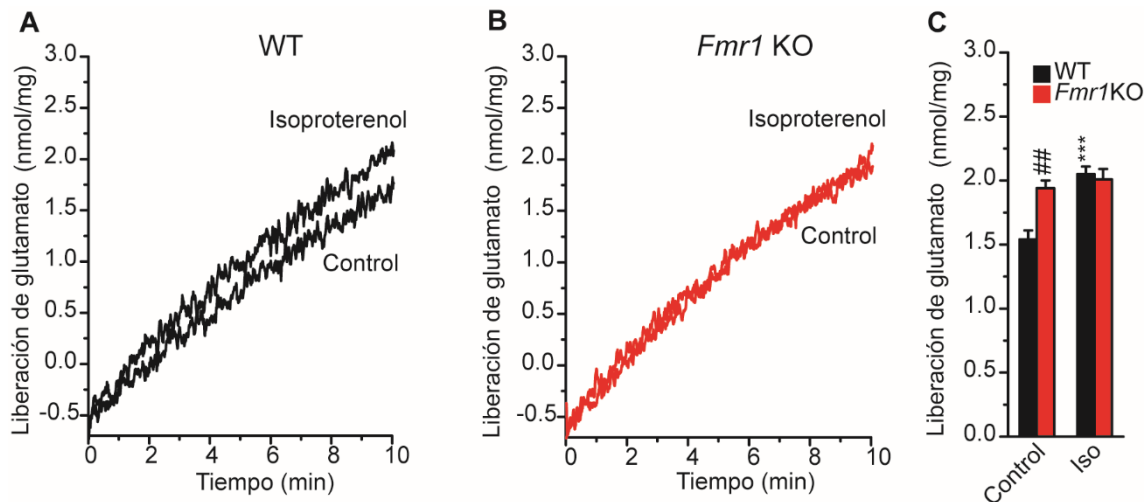 A
WT
Liberación de glutamato (nmol/mg)
3.0
2.5
2.0
1.5
1.0
0.5
0.0
-0.5
Isoproterenol
Control
0 2 4 6 8 10
Tiempo (min)
B
Fmr1 KO
Liberación de glutamato (nmol/mg)
3.0
2.5
2.0
1.5
1.0
0.5
0.0
-0.5
Isoproterenol
Control
0 2 4 6 8 10
Tiempo (min)
C
Liberación de glutamato (nmol/mg)
3.0
2.5
2.0
1.5
1.0
0.5
0.0
WT
Fmr1KO
##
***
Control
Iso